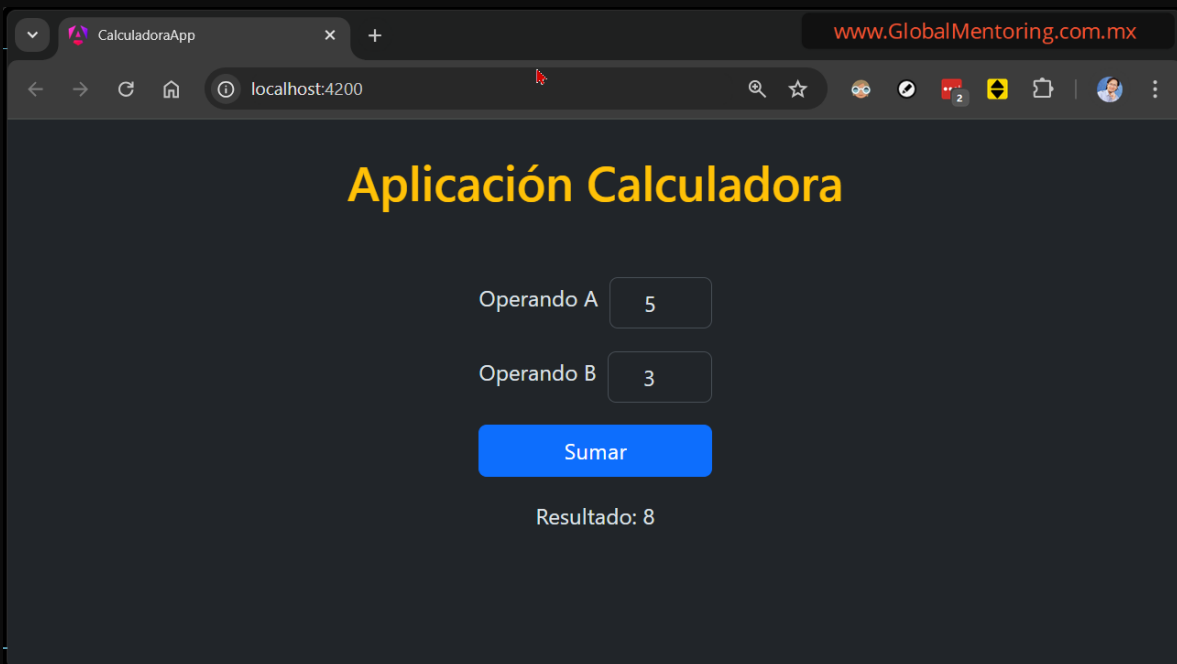 CalculadoraApp
www.GlobalMentoring.com.mx
localhost:4200
2
Aplicación Calculadora
Operando A 5
Operando B 3
Sumar
Resultado: 8